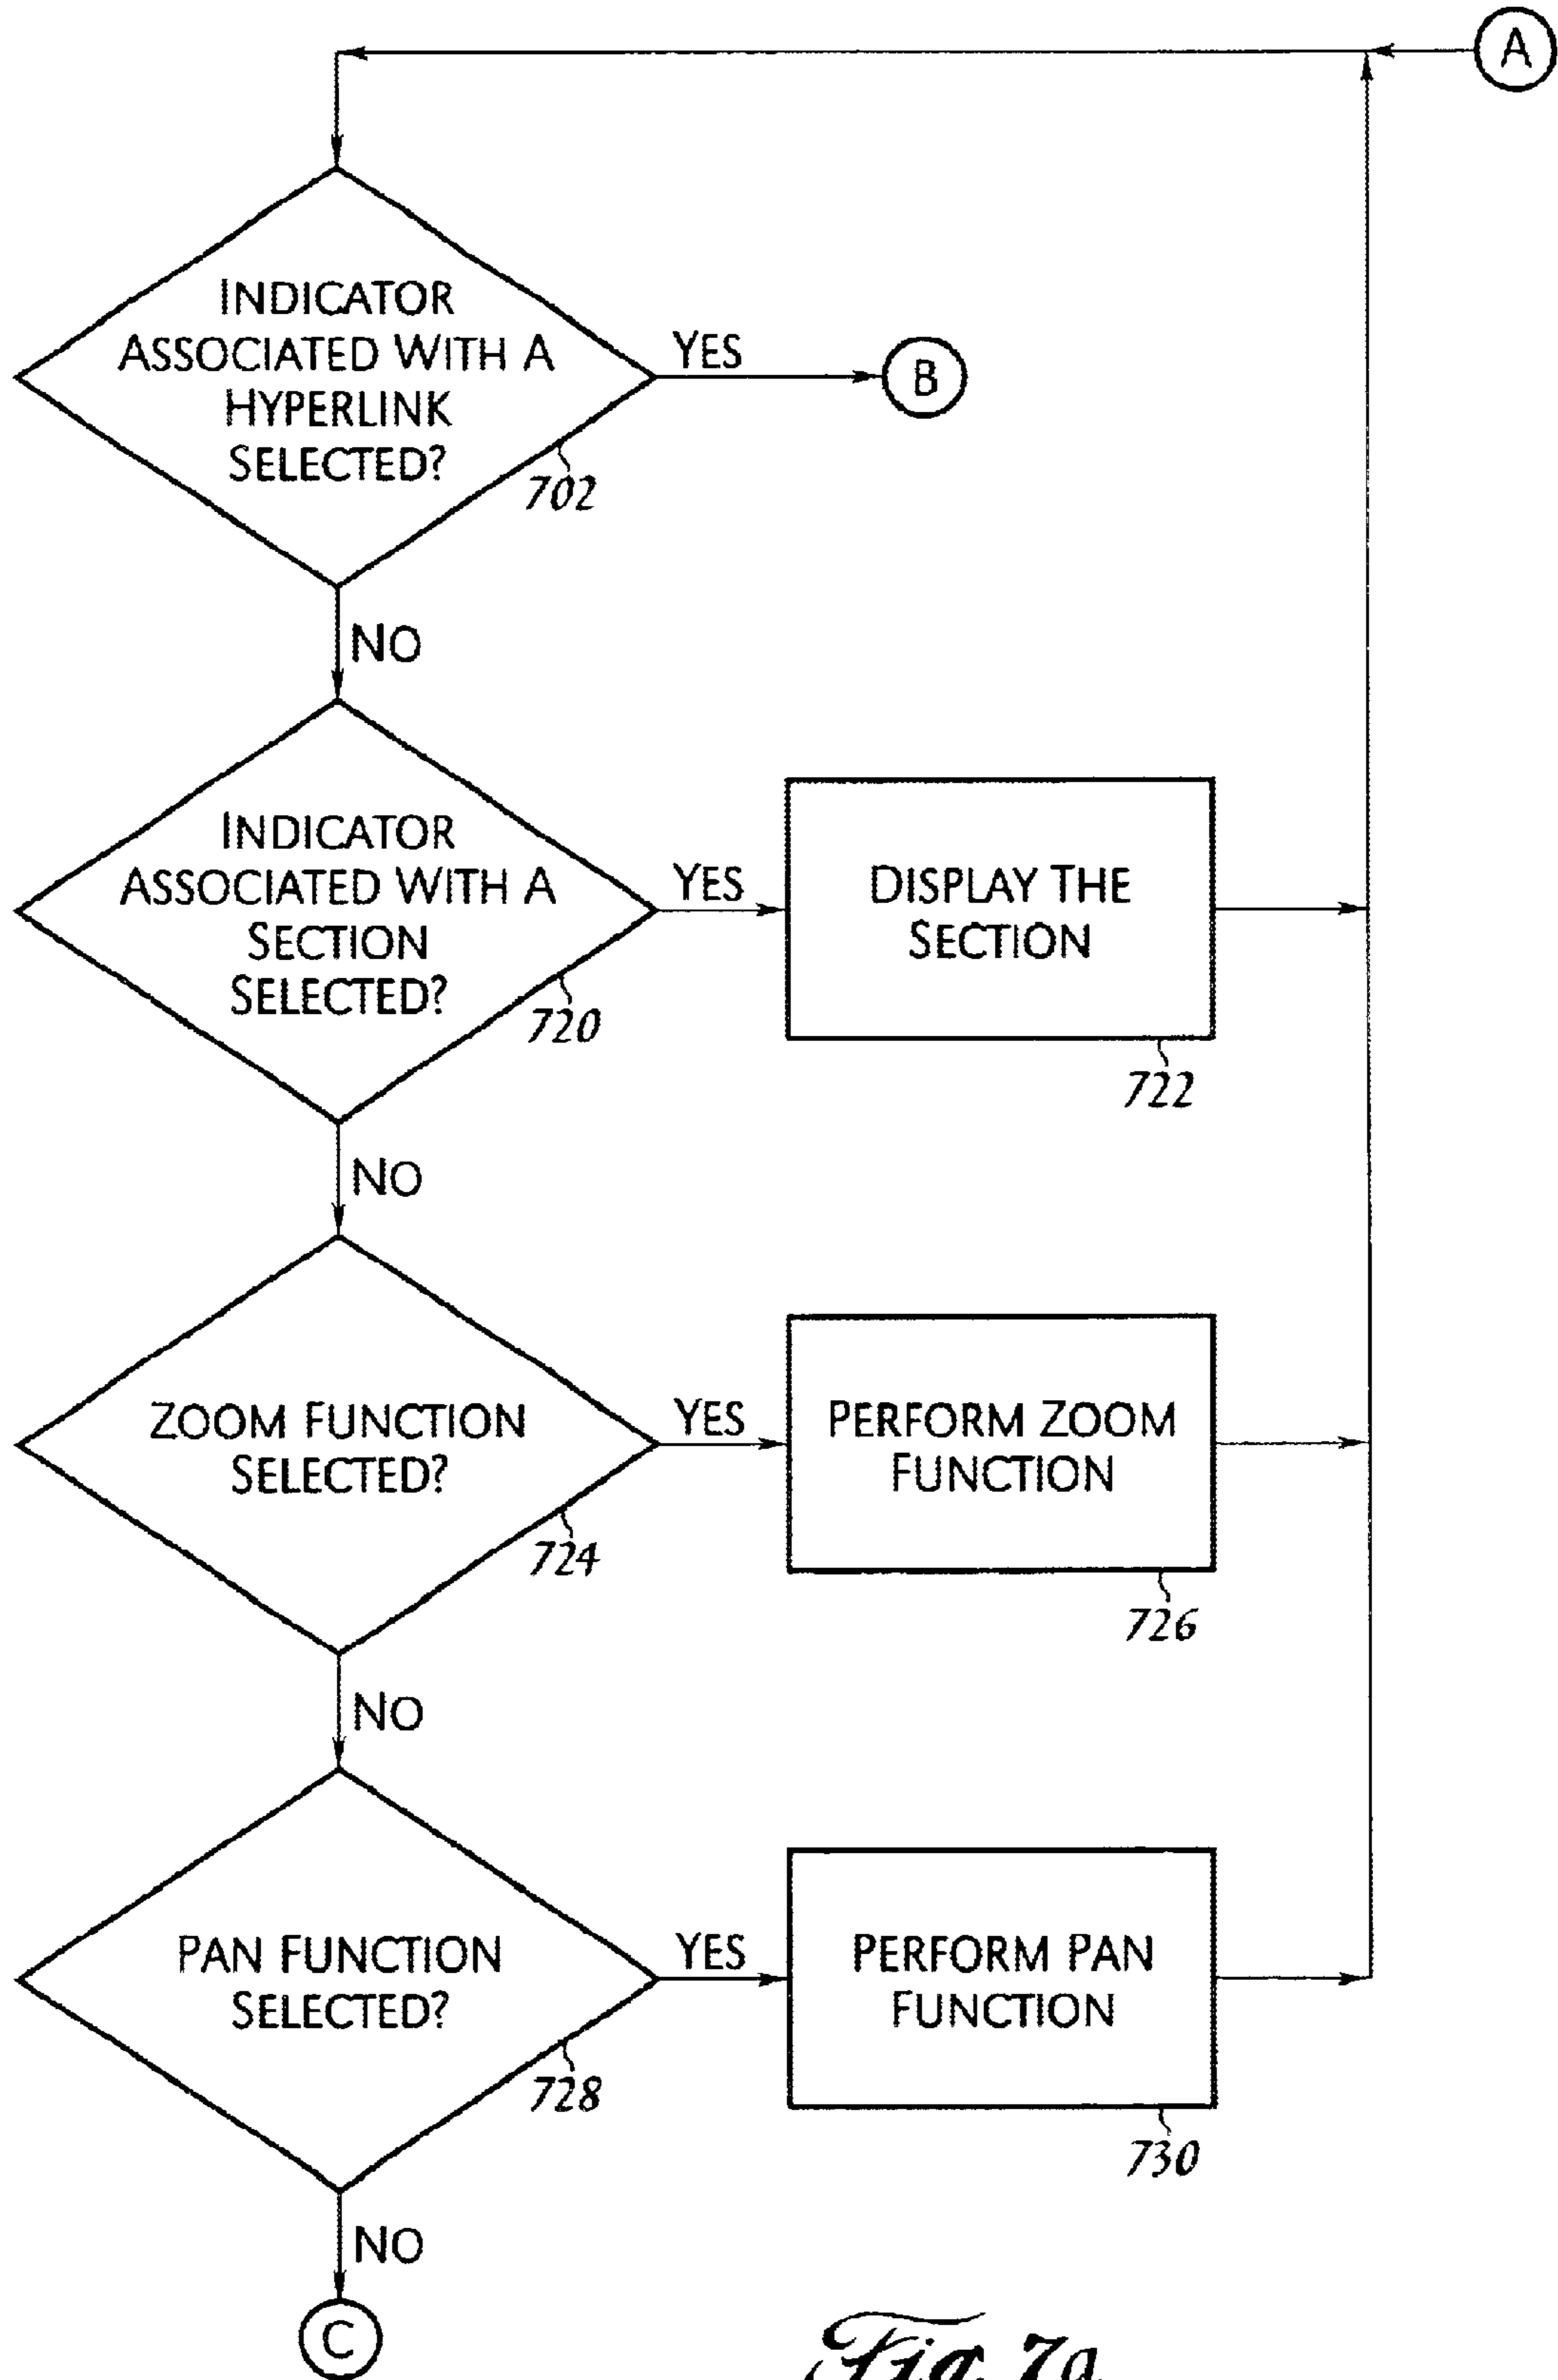 A
INDICATOR
ASSOCIATED WITH A
HYPERLINK
SELECTED?
702
YES
B
NO
INDICATOR
ASSOCIATED WITH A
SECTION
SELECTED?
720
YES
DISPLAY THE
SECTION
722
NO
ZOOM FUNCTION
SELECTED?
724
YES
PERFORM ZOOM
FUNCTION
726
NO
PAN FUNCTION
SELECTED?
728
YES
PERFORM PAN
FUNCTION
730
NO
C
Fig. 7a